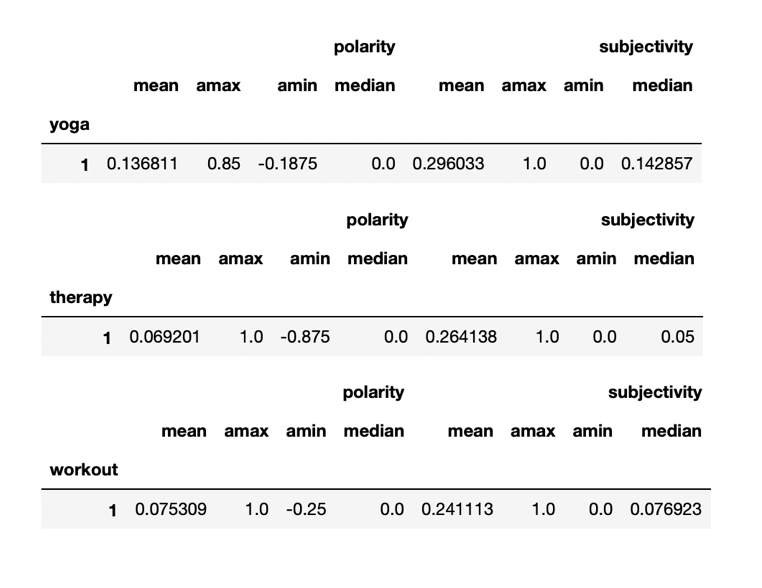 polarity subjectivity
mean amax amin median mean amax amin median
yoga
1 0.136811 0.85 -0.1875 0.0 0.296033 1.0 0.0 0.142857
polarity subjectivity
mean amax amin median mean amax amin median
therapy
1 0.069201 1.0 -0.875 0.0 0.264138 1.0 0.0 0.05
polarity subjectivity
mean amax amin median mean amax amin median
workout
1 0.075309 1.0 -0.25 0.0 0.241113 1.0 0.0 0.076923